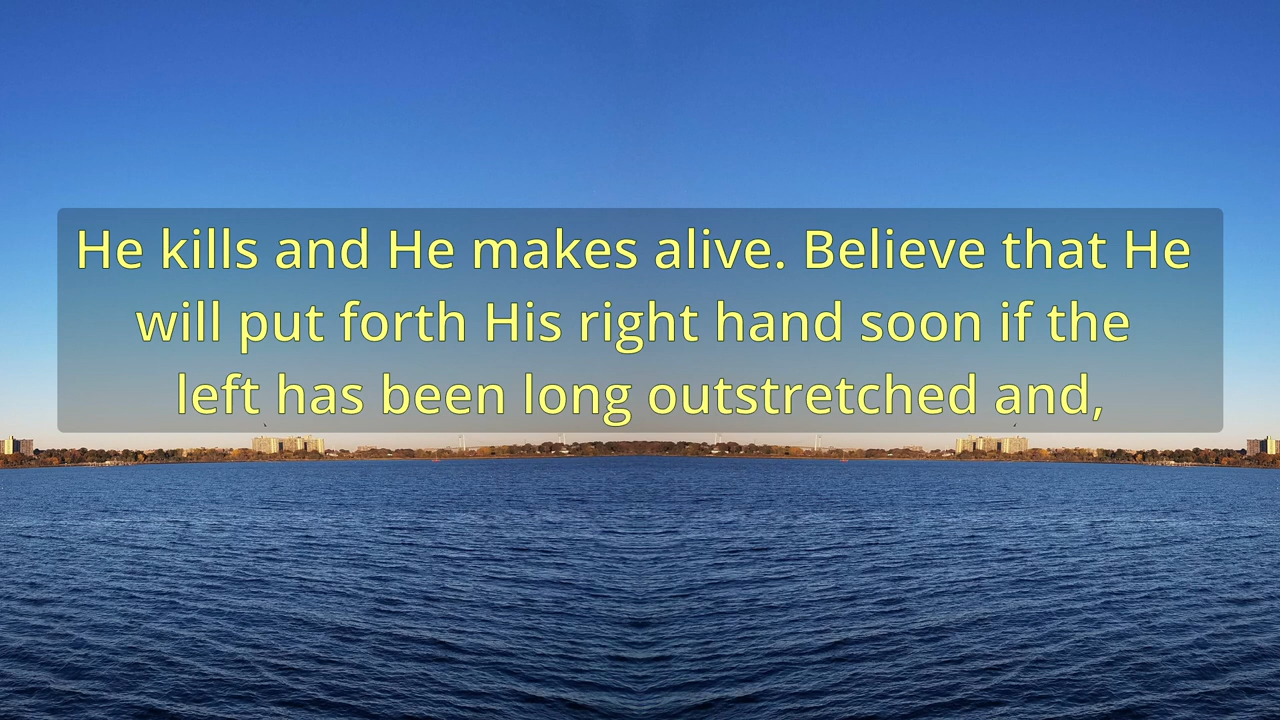 He kills and He makes alive. Believe that He
will put forth His right hand soon if the
left has been long outstretched and,